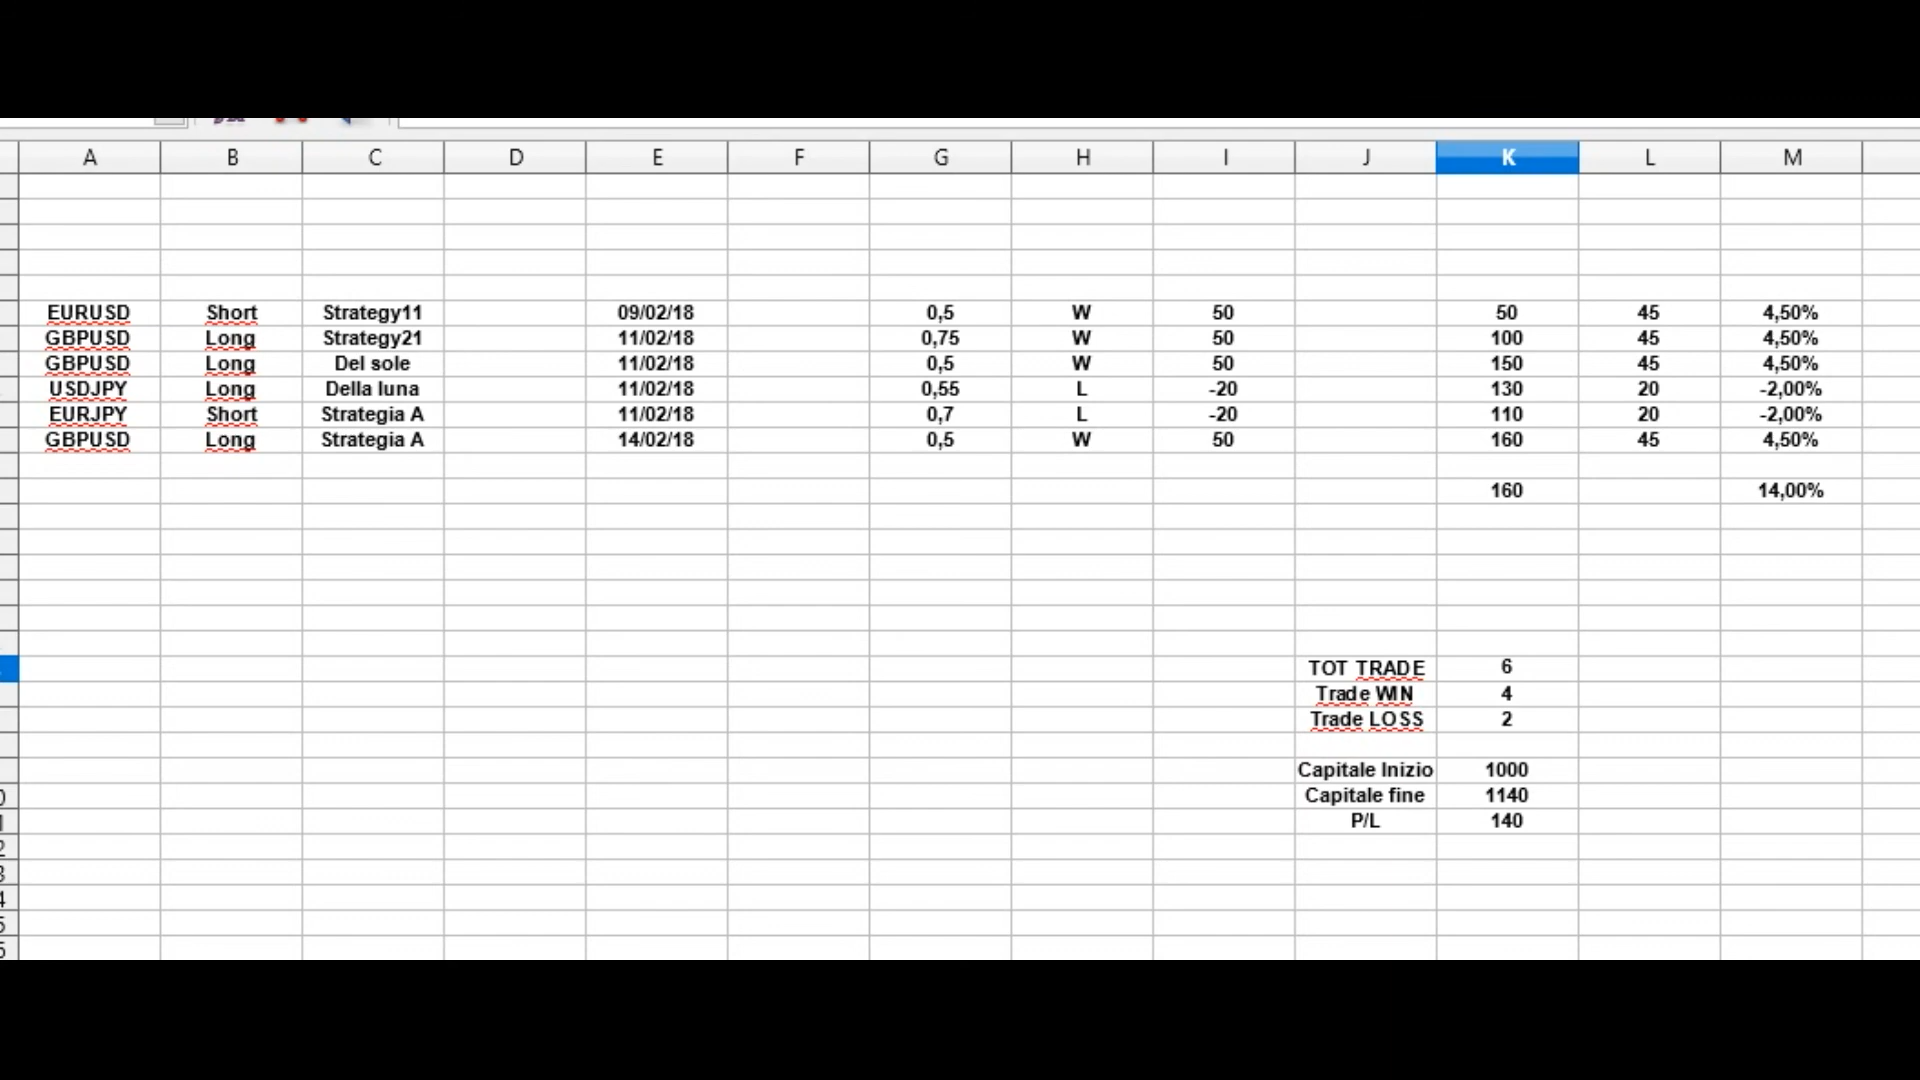 A B C D E F G H I J K L M
EURUSD Short Strategy11 09/02/18 0,5 W 50 50 45 4,50%
GBPUSD Long Strategy21 11/02/18 0,75 W 50 100 45 4,50%
GBPUSD Long Del sole 11/02/18 0,5 W 50 150 45 4,50%
USDJPY Long Della luna 11/02/18 0,55 L -20 130 20 -2,00%
EURJPY Short Strategia A 11/02/18 0,7 L -20 110 20 -2,00%
GBPUSD Long Strategia A 14/02/18 0,5 W 50 160 45 4,50%
160 14,00%
TOT TRADE 6
Trade WIN 4
Trade LOSS 2
Capitale Inizio 1000
Capitale fine 1140
P/L 140